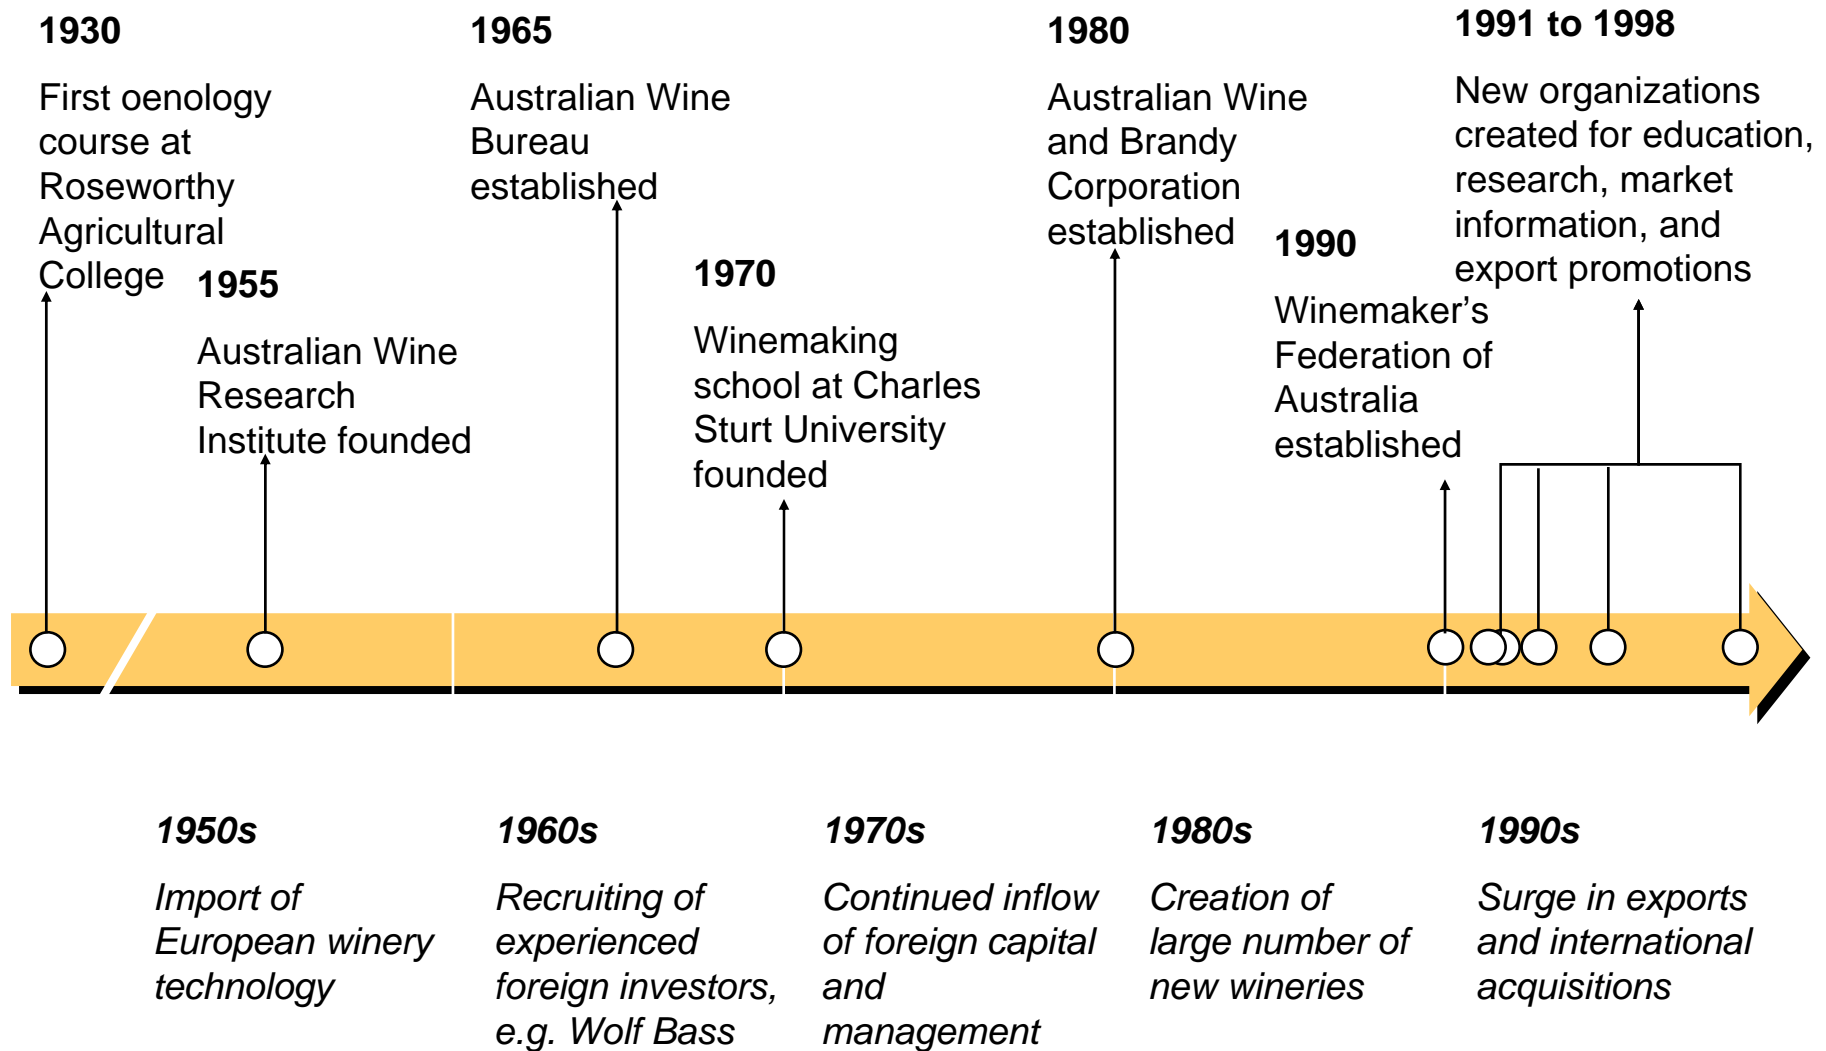 1930
First oenology
course at
Roseworthy
Agricultural
College
1955
Australian Wine
Research
Institute founded
1965
Australian Wine
Bureau
established
1970
Winemaking
school at Charles
Sturt University
founded
1980
Australian Wine
and Brandy
Corporation
established
1990
Winemaker’s
Federation of
Australia
established
1991 to 1998
New organizations
created for education,
research, market
information, and
export promotions
1950s
Import of
European winery
technology
1960s
Recruiting of
experienced
foreign investors,
e.g. Wolf Bass
1970s
Continued inflow
of foreign capital
and
management
1980s
Creation of
large number of
new wineries
1990s
Surge in exports
and international
acquisitions